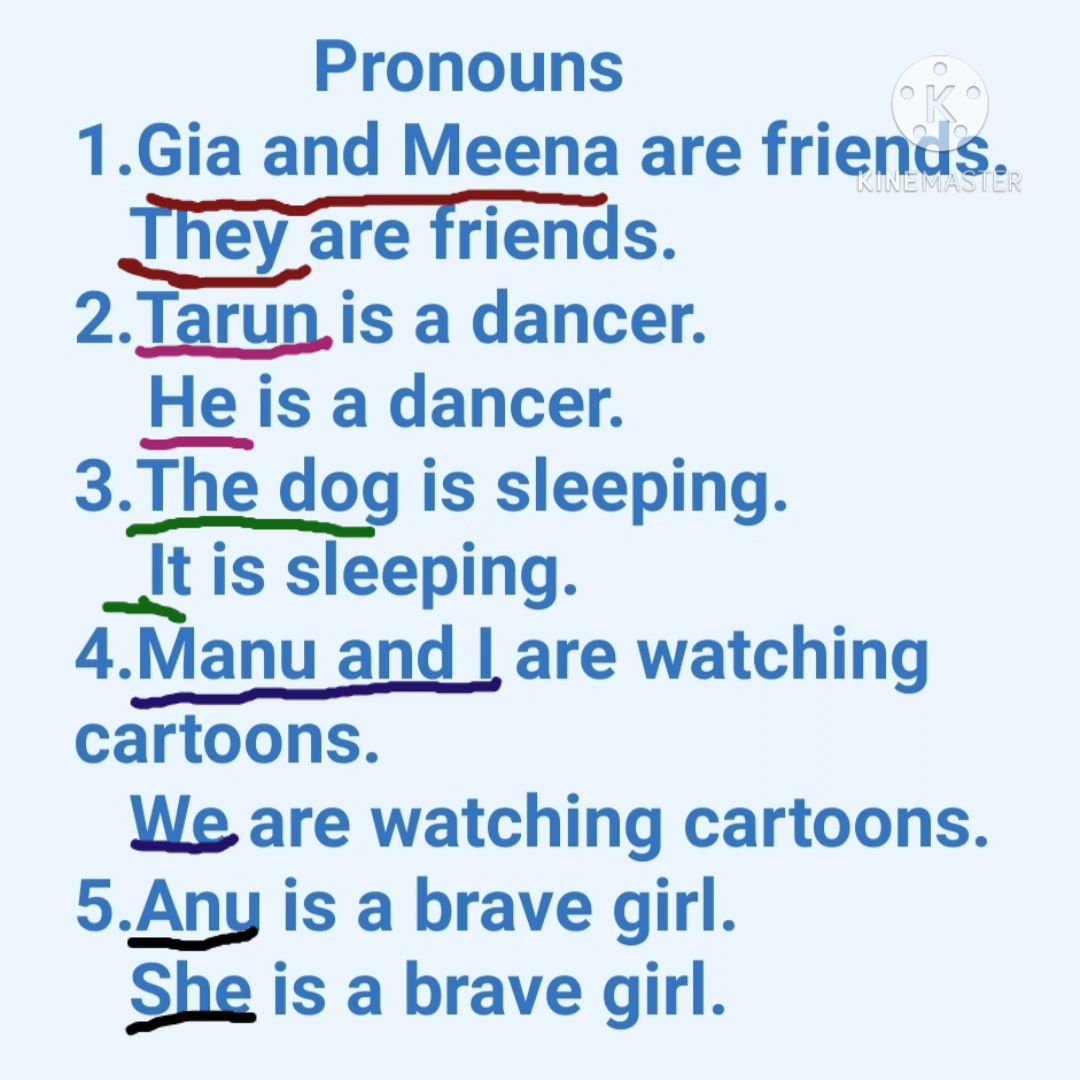 Pronouns
1.Gia and Meena are friends.
KINEMASTER
They are friends.
2.Tarun is a dancer.
He is a dancer.
3.The dog is sleeping.
It is sleeping.
4.Manu and I are watching
cartoons.
We are watching cartoons.
5.Anu is a brave girl.
She is a brave girl.